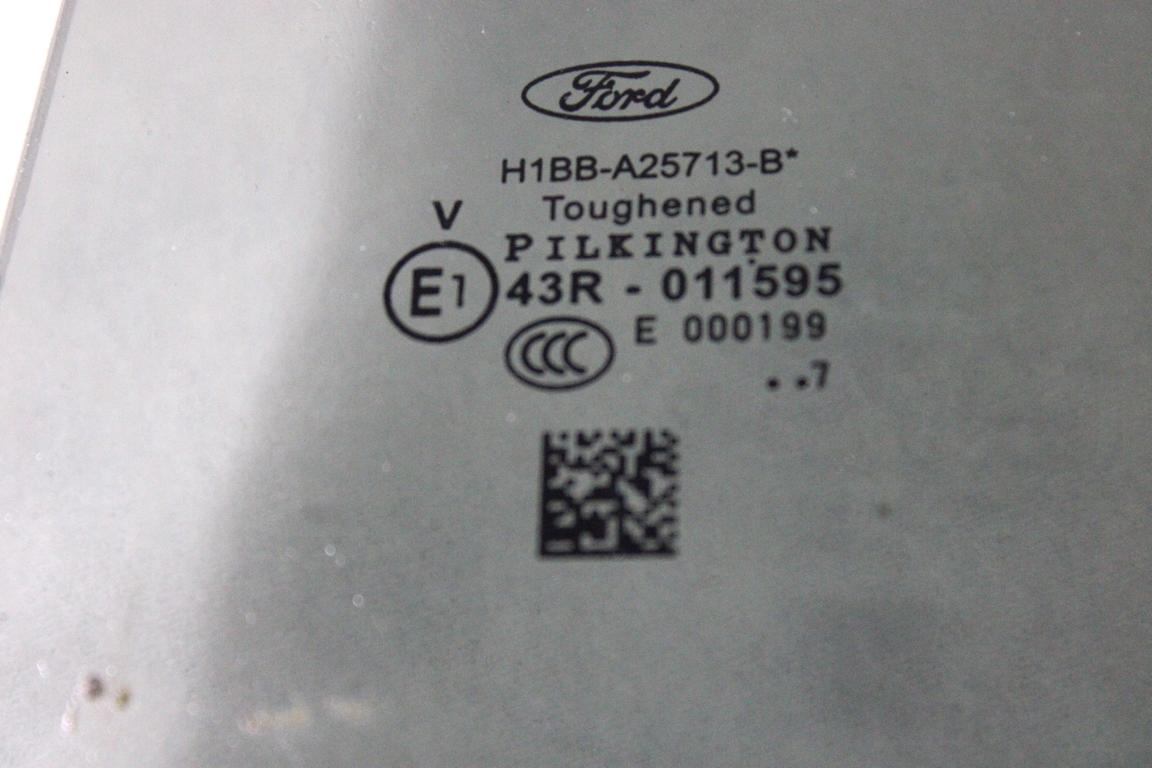 Ford
H1BB-A25713-B*
V
Toughened
PILKINGTON
E1
43R - 011595
CCC
E 000199
..7